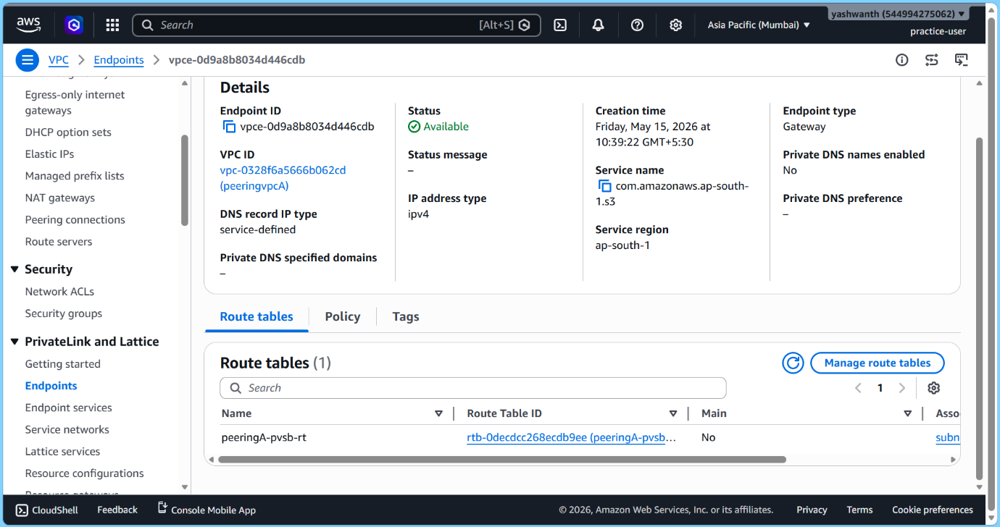 aws
Search
[Alt+S]
Asia Pacific (Mumbai) ▼
yashwanth (544994275062) ▼
practice-user
VPC > Endpoints > vpce-0d9a8b8034d446cdb
Egress-only internet
gateways
DHCP option sets
Elastic IPs
Managed prefix lists
NAT gateways
Peering connections
Route servers
▼ Security
Network ACLs
Security groups
▼ PrivateLink and Lattice
Getting started
Endpoints
Endpoint services
Service networks
Lattice services
Resource configurations
Resource gateways
Details
Endpoint ID
vpce-0d9a8b8034d446cdb
VPC ID
vpc-0328f6a5666b062cd
(peeringvpcA)
DNS record IP type
service-defined
Private DNS specified domains
–
Status
Available
Status message
–
IP address type
ipv4
Creation time
Friday, May 15, 2026 at
10:39:22 GMT+5:30
Service name
com.amazonaws.ap-south-
1.s3
Service region
ap-south-1
Endpoint type
Gateway
Private DNS names enabled
No
Private DNS preference
–
Route tables
Policy
Tags
Route tables (1)
Manage route tables
Search
1
Name
Route Table ID
Main
Asso
peeringA-pvsb-rt
rtb-0decdcc268ecdb9ee (peeringA-pvsb...
No
subn
CloudShell
Feedback
Console Mobile App
© 2026, Amazon Web Services, Inc. or its affiliates.
Privacy
Terms
Cookie preferences